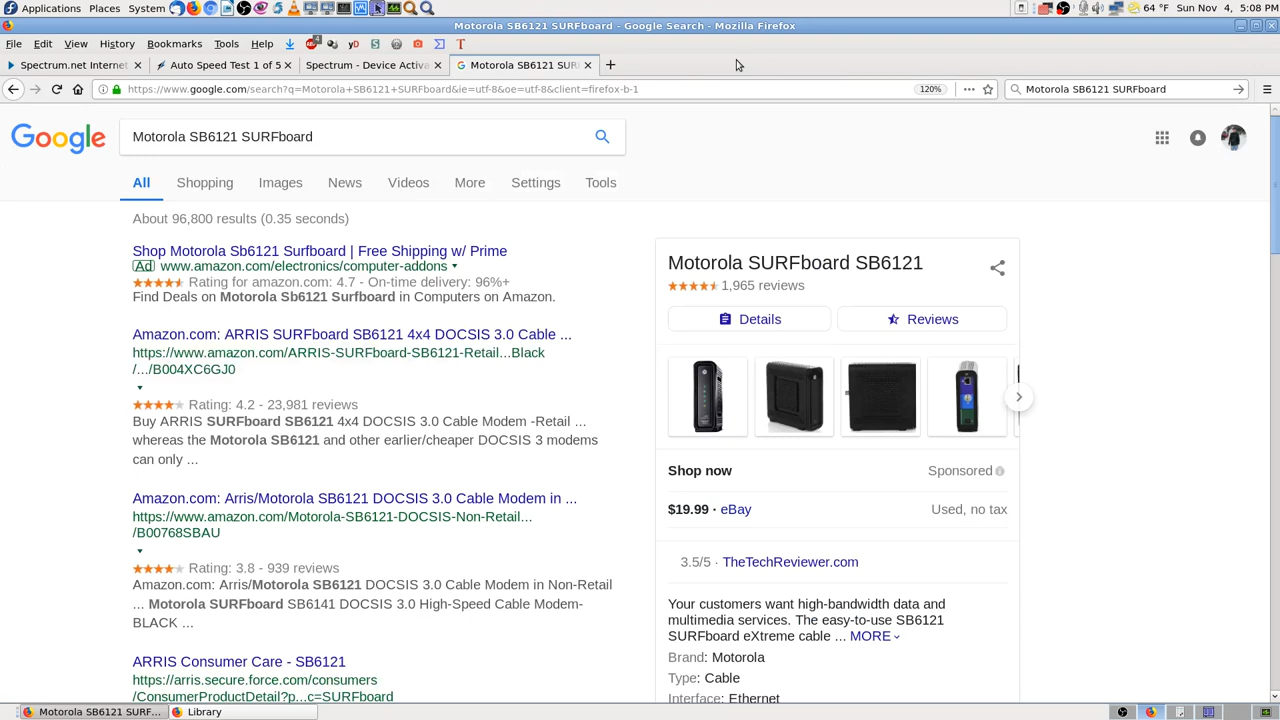 Applications Places System 64 °F Sun Nov 4, 5:08 PM
Motorola SB6121 SURFboard - Google Search - Mozilla Firefox
File Edit View History Bookmarks Tools Help 4 yD S T
Spectrum.net Internet Auto Speed Test 1 of 5 Spectrum - Device Activa Motorola SB6121 SUR
https://www.google.com/search?q=Motorola+SB6121+SURFboard&ie=utf-8&oe=utf-8&client=firefox-b-1 120% Motorola SB6121 SURFboard
Google Motorola SB6121 SURFboard
All Shopping Images News Videos More Settings Tools
About 96,800 results (0.35 seconds)
Shop Motorola Sb6121 Surfboard | Free Shipping w/ Prime
Ad www.amazon.com/electronics/computer-addons
Rating for amazon.com: 4.7 - On-time delivery: 96%+
Find Deals on Motorola Sb6121 Surfboard in Computers on Amazon.
Amazon.com: ARRIS SURFboard SB6121 4x4 DOCSIS 3.0 Cable ...
https://www.amazon.com/ARRIS-SURFboard-SB6121-Retail...Black
/.../B004XC6GJ0
Rating: 4.2 - 23,981 reviews
Buy ARRIS SURFboard SB6121 4x4 DOCSIS 3.0 Cable Modem -Retail ...
whereas the Motorola SB6121 and other earlier/cheaper DOCSIS 3 modems
can only ...
Amazon.com: Arris/Motorola SB6121 DOCSIS 3.0 Cable Modem in ...
https://www.amazon.com/Motorola-SB6121-DOCSIS-Non-Retail...
/B00768SBAU
Rating: 3.8 - 939 reviews
Amazon.com: Arris/Motorola SB6121 DOCSIS 3.0 Cable Modem in Non-Retail
... Motorola SURFboard SB6141 DOCSIS 3.0 High-Speed Cable Modem-
BLACK ...
ARRIS Consumer Care - SB6121
https://arris.secure.force.com/consumers
/ConsumerProductDetail?p...c=SURFboard
Motorola SURFboard SB6121
1,965 reviews
Details Reviews
Shop now Sponsored
$19.99 · eBay Used, no tax
3.5/5 · TheTechReviewer.com
Your customers want high-bandwidth data and
multimedia services. The easy-to-use SB6121
SURFboard eXtreme cable ... MORE
Brand: Motorola
Type: Cable
Interface: Ethernet
Motorola SB6121 SURF... Library